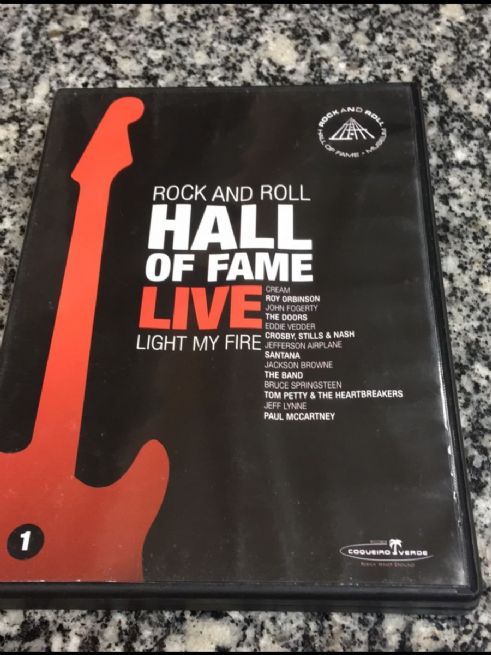 ROCK AND ROLL
HALL OF FAME + MUSEUM
ROCK AND ROLL
HALL
OF FAME
LIVE
LIGHT MY FIRE
CREAM
ROY ORBINSON
JOHN FOGERTY
THE DOORS
EDDIE VEDDER
CROSBY, STILLS & NASH
JEFFERSON AIRPLANE
SANTANA
JACKSON BROWNE
THE BAND
BRUCE SPRINGSTEEN
TOM PETTY & THE HEARTBREAKERS
JEFF LYNNE
PAUL MCCARTNEY
1
COQUEIRO VERDE